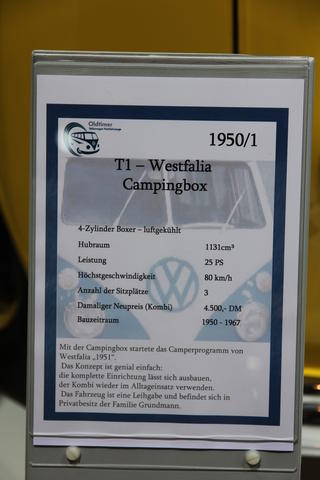 Oldtimer
1950/1
T1 – Westfalia
Campingbox
4-Zylinder Boxer – luftgekühlt
Hubraum 1131cm³
Leistung 25 PS
Höchstgeschwindigkeit 80 km/h
Anzahl der Sitzplätze 3
Damaliger Neupreis (Kombi) 4.500,- DM
Bauzeitraum 1950 - 1967
Mit der Campingbox startete das Camperprogramm von
Westfalia „1951“.
Das Konzept ist genial einfach:
die komplette Einrichtung lässt sich ausbauen,
der Kombi wieder im Alltageinsatz verwenden.
Das Fahrzeug ist eine Leihgabe und befindet sich in
Privatbesitz der Familie Grundmann.